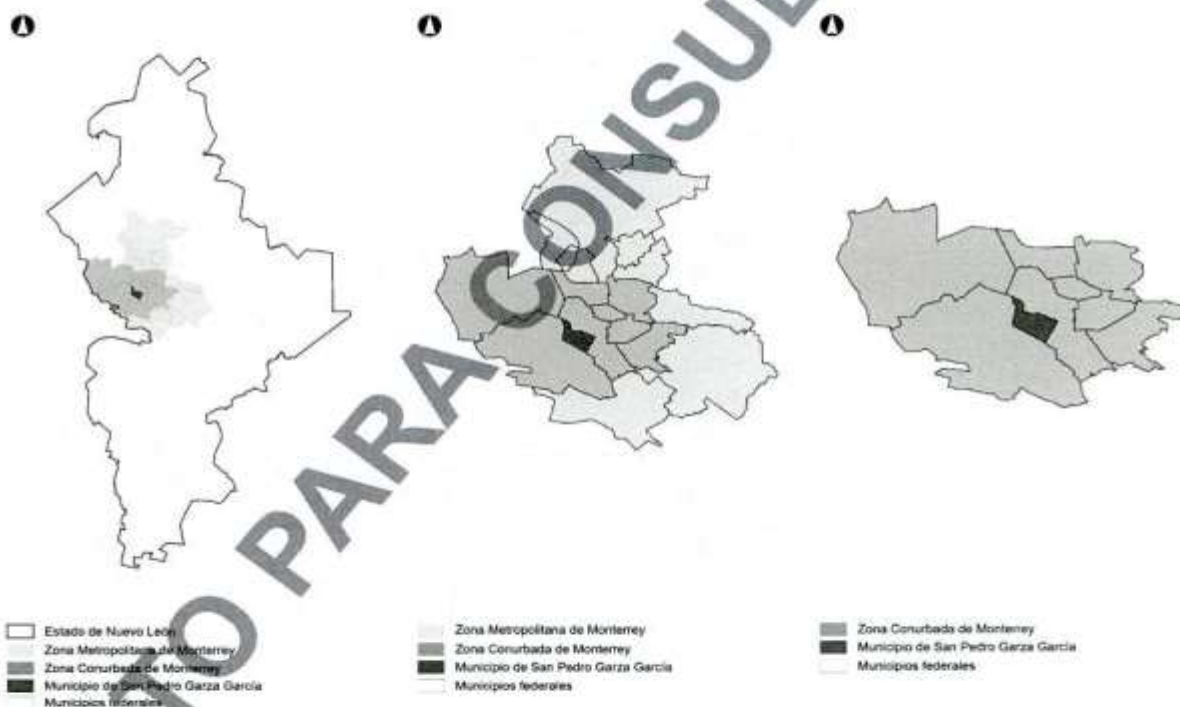 TO PARA CONSUL
Estado de Nuevo León
Zona Metropolitana de Monterrey
Zona Conurbada de Monterrey
Municipio de San Pedro Garza García
Municipios federales
Zona Metropolitana de Monterrey
Zona Conurbada de Monterrey
Municipio de San Pedro Garza García
Municipios federales
Zona Conurbada de Monterrey
Municipio de San Pedro Garza García
Municipios federales